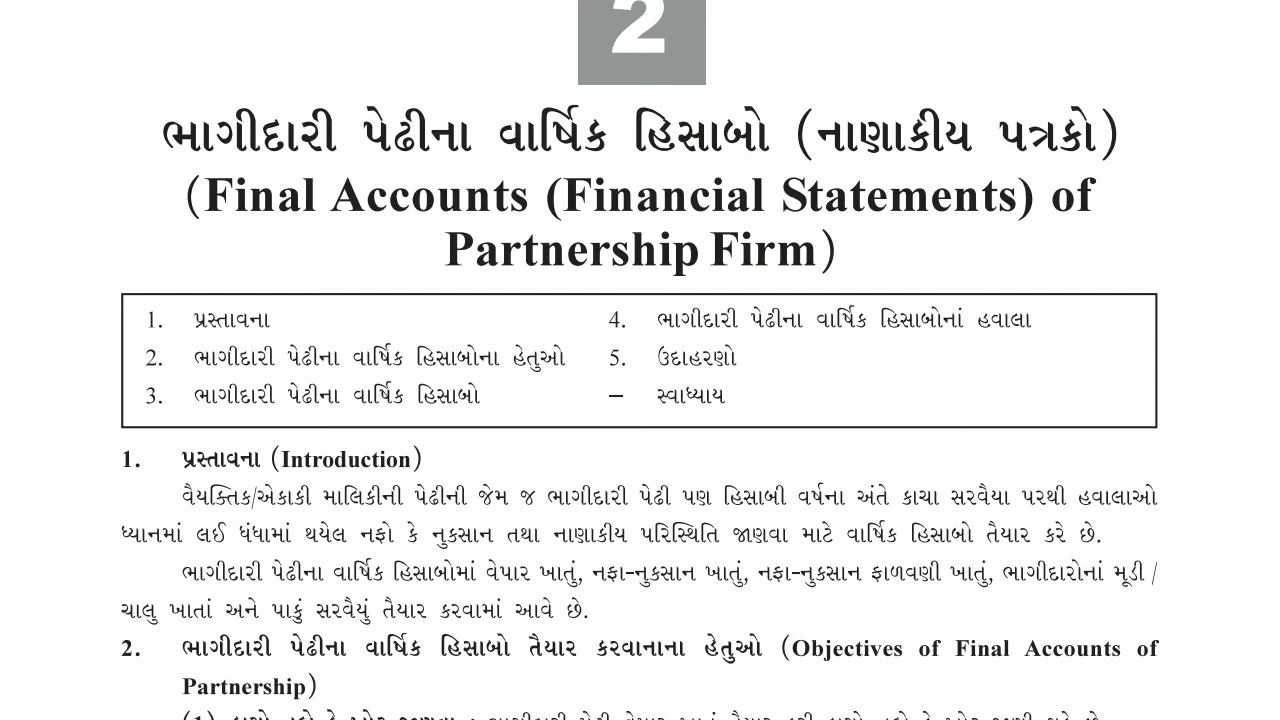 2
ભાગીદારી પેઢીના વાર્ષિક હિસાબો (નાણાકીય પત્રકો)
(Final Accounts (Financial Statements) of
Partnership Firm)
1. પ્રસ્તાવના
2. ભાગીદારી પેઢીના વાર્ષિક હિસાબોના હેતુઓ
3. ભાગીદારી પેઢીના વાર્ષિક હિસાબો
4. ભાગીદારી પેઢીના વાર્ષિક હિસાબોનાં હવાલા
5. ઉદાહરણો
– સ્વાધ્યાય
1. પ્રસ્તાવના (Introduction)
વૈયક્તિક/એકાકી માલિકીની પેઢીની જેમ જ ભાગીદારી પેઢી પણ હિસાબી વર્ષના અંતે કાચા સરવૈયા પરથી હવાલાઓ
ધ્યાનમાં લઈ ધંધામાં થયેલ નફો કે નુકસાન તથા નાણાકીય પરિસ્થિતિ જાણવા માટે વાર્ષિક હિસાબો તૈયાર કરે છે.
ભાગીદારી પેઢીના વાર્ષિક હિસાબોમાં વેપાર ખાતું, નફા-નુકસાન ખાતું, નફા-નુકસાન ફાળવણી ખાતું, ભાગીદારોનાં મૂડી /
ચાલુ ખાતાં અને પાકું સરવૈયું તૈયાર કરવામાં આવે છે.
2. ભાગીદારી પેઢીના વાર્ષિક હિસાબો તૈયાર કરવાનાના હેતુઓ (Objectives of Final Accounts of
Partnership)